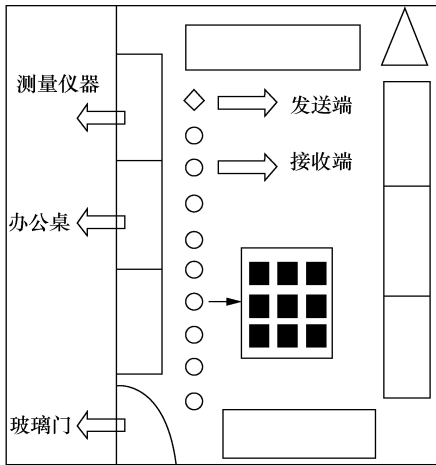 测量仪器
发送端
接收端
办公桌
玻璃门